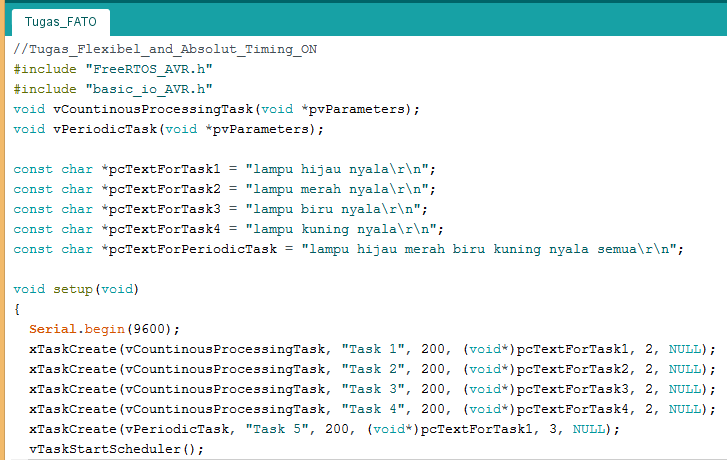 Tugas_FATO
//Tugas_Flexibel_and_Absolut_Timing_ON
#include "FreeRTOS_AVR.h"
#include "basic_io_AVR.h"
void vCountinousProcessingTask(void *pvParameters);
void vPeriodicTask(void *pvParameters);
const char *pcTextForTask1 = "lampu hijau nyala\r\n";
const char *pcTextForTask2 = "lampu merah nyala\r\n";
const char *pcTextForTask3 = "lampu biru nyala\r\n";
const char *pcTextForTask4 = "lampu kuning nyala\r\n";
const char *pcTextForPeriodicTask = "lampu hijau merah biru kuning nyala semua\r\n";
void setup(void)
{
Serial.begin(9600);
xTaskCreate(vCountinousProcessingTask, "Task 1", 200, (void*)pcTextForTask1, 2, NULL);
xTaskCreate(vCountinousProcessingTask, "Task 2", 200, (void*)pcTextForTask2, 2, NULL);
xTaskCreate(vCountinousProcessingTask, "Task 3", 200, (void*)pcTextForTask3, 2, NULL);
xTaskCreate(vCountinousProcessingTask, "Task 4", 200, (void*)pcTextForTask4, 2, NULL);
xTaskCreate(vPeriodicTask, "Task 5", 200, (void*)pcTextForTask1, 3, NULL);
vTaskStartScheduler();